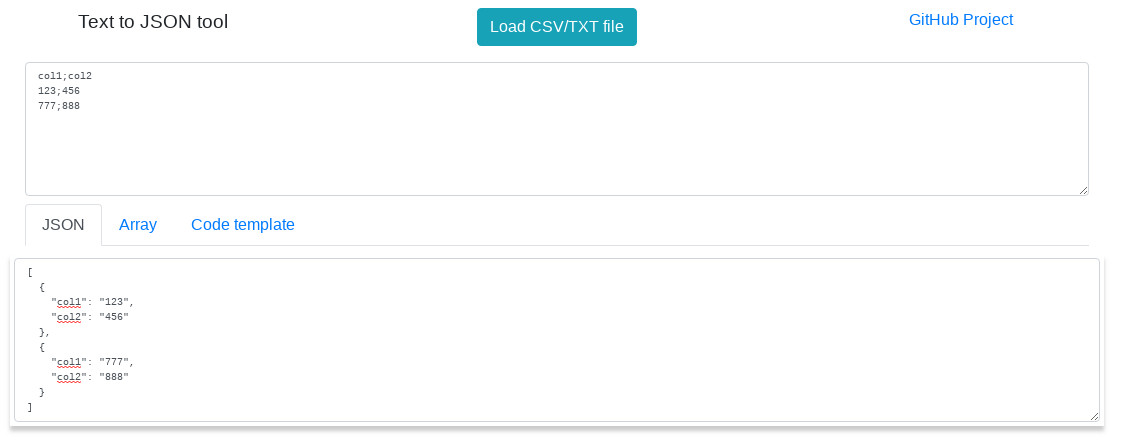 Text to JSON tool
Load CSV/TXT file
GitHub Project
col1;col2
123;456
777;888
JSON
Array
Code template
[
  {
    "col1": "123",
    "col2": "456"
  },
  {
    "col1": "777",
    "col2": "888"
  }
]